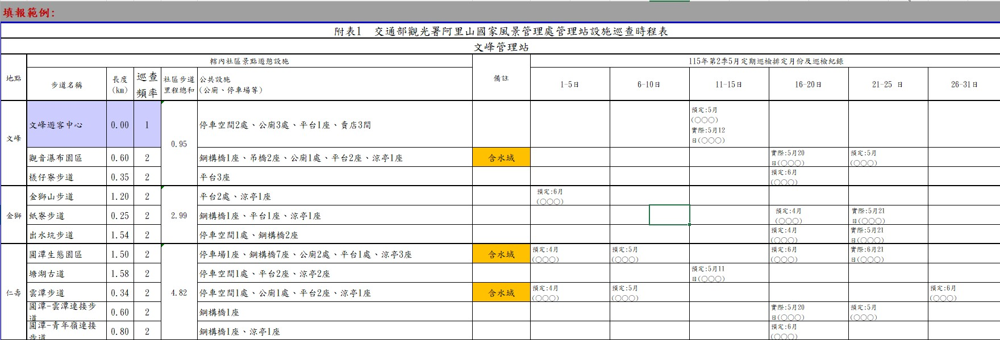 填報範例:
附表1 交通部觀光署阿里山國家風景管理處管理站設施巡查時程表
文峰管理站
地點 轄內社區景點遊憩設施 備註 115年第2季5月定期巡檢排定月份及巡檢紀錄
步道名稱 長度(km) 巡查頻率 社區步道里程總和 公共設施(公廁、停車場等) 1-5日 6-10日 11-15日 16-20日 21-25 日 26-31日
文峰 文峰遊客中心 0.00 1 0.95 停車空間2處、公廁3處、平台1座、賣店3間 預定:5月(○○○) 實際:5月12日(○○○)
觀音瀑布園區 0.60 2 鋼構橋1座、吊橋2座、公廁1處、平台2座、涼亭1座 含水域 實際:5月20日(○○○) 預定:5月(○○○)
樣仔寮步道 0.35 2 平台3座 預定:6月(○○○)
金獅 金獅山步道 1.20 2 2.99 平台2處、涼亭1座 預定:6月(○○○)
紙寮步道 0.25 2 鋼構橋1座、平台1座、涼亭1座 預定:4月(○○○) 實際:5月21日(○○○)
出水坑步道 1.54 2 停車空間1處、鋼構橋2座 預定:4月(○○○) 實際:5月21日(○○○)
仁壽 圓潭生態園區 1.50 2 4.82 停車場1座、鋼構橋7座、公廁2處、平台1處、涼亭3座 含水域 預定:4月(○○○) 預定:5月(○○○) 預定:6月(○○○) 實際:6月21日(○○○)
塘湖古道 1.58 2 停車空間1處、平台2座、涼亭2座 預定:5月11日(○○○)
雲潭步道 0.34 2 停車空間1處、公廁1處、平台2座、涼亭1座 含水域 預定:4月(○○○) 預定:5月(○○○) 預定:6月(○○○)
圓潭-雲潭連接步道 0.60 2 鋼構橋1座 實際:5月20日(○○○) 預定:5月(○○○)
圓潭-青年嶺連接步道 0.80 2 鋼構橋1座、涼亭1座 預定:6月(○○○)